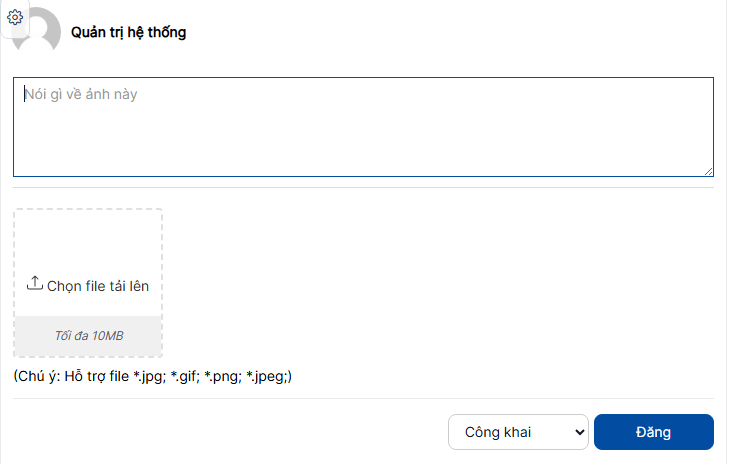 Quản trị hệ thống
Nói gì về ảnh này
Chọn file tải lên
Tối đa 10MB
(Chú ý: Hỗ trợ file *.jpg; *.gif; *.png; *.jpeg;)
Công khai
Đăng